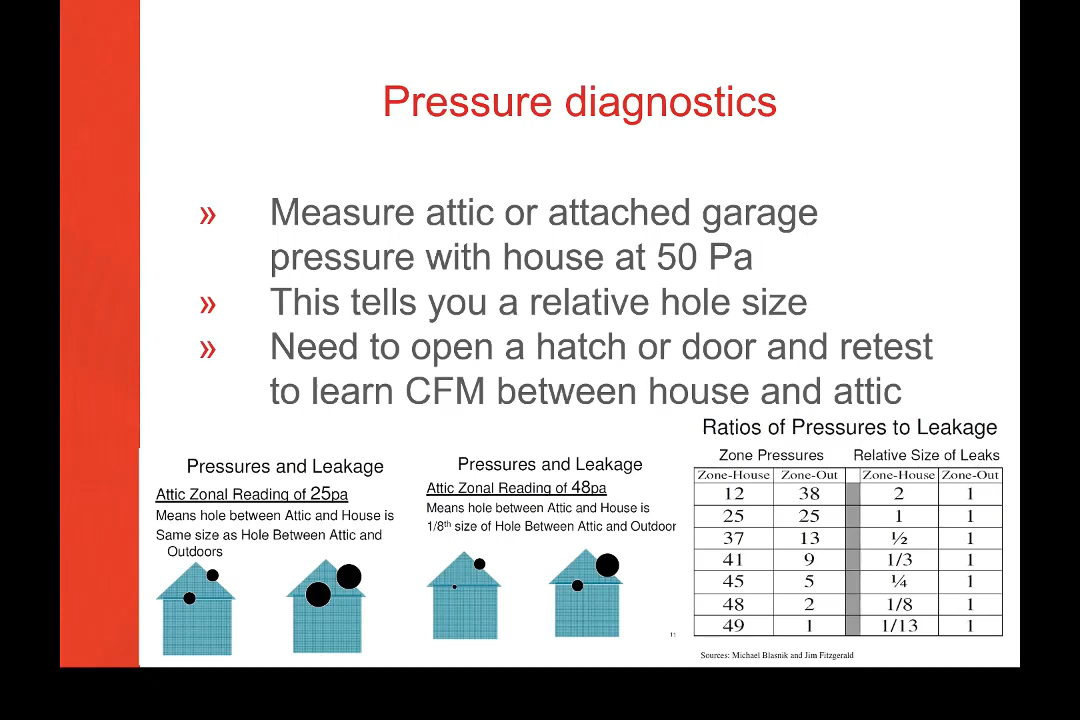 Pressure diagnostics
» Measure attic or attached garage
pressure with house at 50 Pa
» This tells you a relative hole size
» Need to open a hatch or door and retest
to learn CFM between house and attic
Pressures and Leakage
Attic Zonal Reading of 25pa
Means hole between Attic and House is
Same size as Hole Between Attic and
Outdoors
Pressures and Leakage
Attic Zonal Reading of 48pa
Means hole between Attic and House is
1/8th size of Hole Between Attic and Outdoor
11
Ratios of Pressures to Leakage
Zone Pressures Relative Size of Leaks
Zone-House Zone-Out Zone-House Zone-Out
12 38 2 1
25 25 1 1
37 13 ½ 1
41 9 1/3 1
45 5 ¼ 1
48 2 1/8 1
49 1 1/13 1
Sources: Michael Blasnik and Jim Fitzgerald